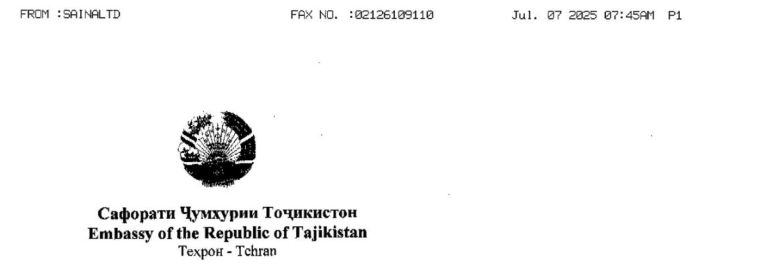 FROM :SAINALTD FAX NO. :02126109110 Jul. 07 2025 07:45AM P1
Сафорати Ҷумҳурии Тоҷикистон
Embassy of the Republic of Tajikistan
Теҳрон - Tehran